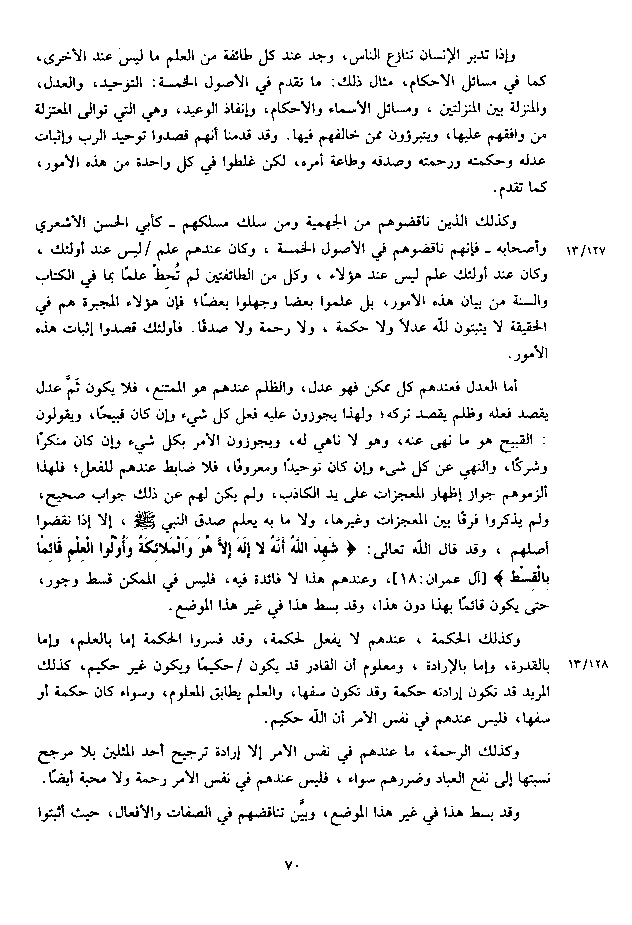 وإذا تدبر الإنسان تنازع الناس، وجد عند كل طائفة من العلم ما ليس عند الأخرى،
كما في مسائل الأحكام، مثال ذلك: ما تقدم في الأصول الخمسة: التوحيد، والعدل،
والمنزلة بين المنزلتين، ومسائل الأسماء والأحكام، وإنفاذ الوعيد، وهي التي توالى المعتزلة
من وافقهم عليها، ويتبرؤون ممن خالفهم فيها. وقد قدمنا أنهم قصدوا توحيد الرب وإثبات
عدله وحكمته ورحمته وصدقه وطاعة أمره، لكن غلطوا في كل واحدة من هذه الأمور،
كما تقدم.
وكذلك الذين ناقضوهم من الجهمية ومن سلك مسلكهم ـ كأبي الحسن الأشعري
١٣/١٢٧ وأصحابه ـ فإنهم ناقضوهم في الأصول الخمسة، وكان عندهم علم /ليس عند أولئك،
وكان عند أولئك علم ليس عند هؤلاء، وكل من الطائفتين لم تُحِطْ علمًا بما في الكتاب
والسنة من بيان هذه الأمور، بل علموا بعضا وجهلوا بعضًا؛ فإن هؤلاء المجبرة هم في
الحقيقة لا يثبتون لله عدلاً ولا حكمة، ولا رحمة ولا صدقًا. فأولئك قصدوا إثبات هذه
الأمور.
أما العدل فعندهم كل ممكن فهو عدل، والظلم عندهم هو الممتنع، فلا يكون ثَمَّ عدل
يقصد فعله وظلم يقصد تركه؛ ولهذا يجوزون عليه فعل كل شيء وإن كان قبيحًا، ويقولون
: القبيح هو ما نهى عنه، وهو لا ناهي له، ويجوزون الأمر بكل شيء وإن كان منكرًا
وشركًا، والنهي عن كل شىء وإن كان توحيدًا ومعروفًا، فلا ضابط عندهم للفعل؛ فلهذا
ألزموهم جواز إظهار المعجزات على يد الكاذب، ولم يكن لهم عن ذلك جواب صحيح،
ولم يذكروا فرقًا بين المعجزات وغيرها، ولا ما به يعلم صدق النبي ﷺ، إلا إذا نقضوا
أصلهم، وقد قال الله تعالى: ﴿ شَهِدَ اللَّهُ أَنَّهُ لا إِلَهَ إِلاَّ هُوَ وَالْمَلائِكَةُ وَأُولُوا الْعِلْمِ قَائِمًا
بِالْقِسْطِ ﴾ [آل عمران: ١٨]، وعندهم هذا لا فائدة فيه، فليس في الممكن قسط وجور،
حتى يكون قائمًا بهذا دون هذا، وقد بسط هذا في غير هذا الموضع.
وكذلك الحكمة، عندهم لا يفعل لحكمة، وقد فسروا الحكمة إما بالعلم، وإما
١٣/١٢٨ بالقدرة، وإما بالإرادة، ومعلوم أن القادر قد يكون /حكيمًا ويكون غير حكيم، كذلك
المريد قد تكون إرادته حكمة وقد تكون سفها، والعلم يطابق المعلوم، وسواء كان حكمة أو
سفها، فليس عندهم في نفس الأمر أن الله حكيم.
وكذلك الرحمة، ما عندهم في نفس الأمر إلا إرادة ترجيح أحد المثلين بلا مرجح
نسبتها إلى نفع العباد وضررهم سواء، فليس عندهم في نفس الأمر رحمة ولا محبة أيضًا.
وقد بسط هذا في غير هذا الموضع، وبيَّن تناقضهم في الصفات والأفعال، حيث أثبتوا
٧٠